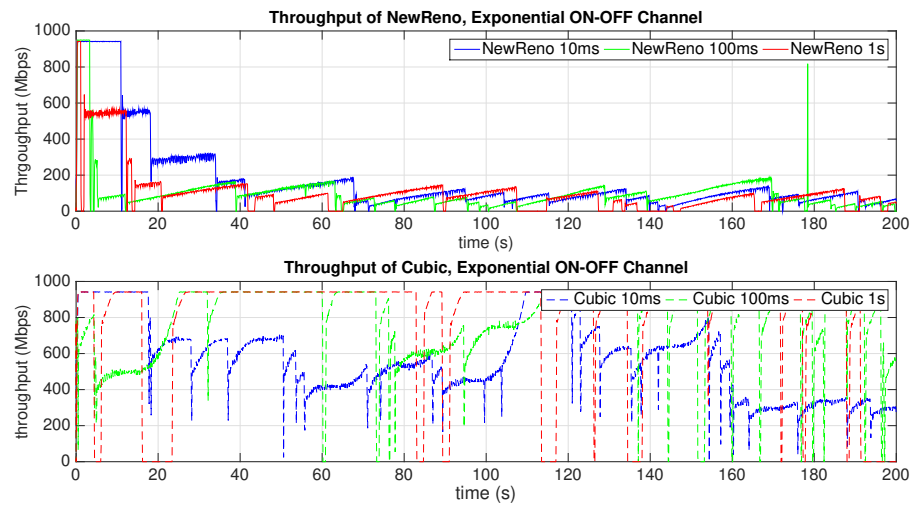 Throughput of NewReno, Exponential ON-OFF Channel
NewReno 10ms NewReno 100ms NewReno 1s
Thrgoughput (Mbps)
1000
800
600
400
200
0
0 20 40 60 80 100 120 140 160 180 200
time (s)
Throughput of Cubic, Exponential ON-OFF Channel
Cubic 10ms Cubic 100ms Cubic 1s
throughput (Mbps)
1000
800
600
400
200
0
0 20 40 60 80 100 120 140 160 180 200
time (s)